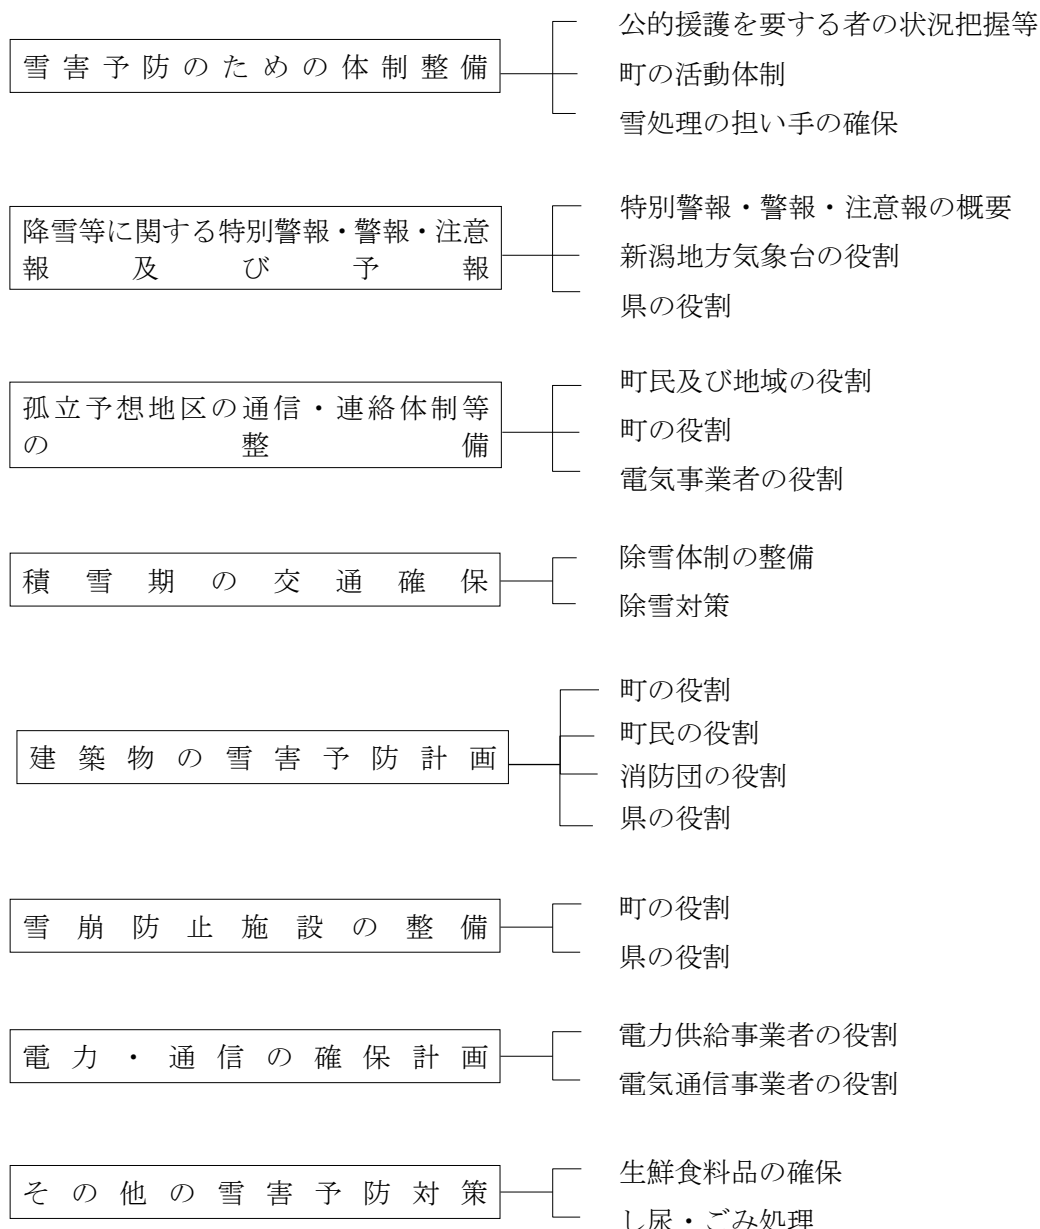 雪害予防のための体制整備
公的援護を要する者の状況把握等
町の活動体制
雪処理の担い手の確保
降雪等に関する特別警報・警報・注意
報及び予報
特別警報・警報・注意報の概要
新潟地方気象台の役割
県の役割
孤立予想地区の通信・連絡体制等
の整備
町民及び地域の役割
町の役割
電気事業者の役割
積雪期の交通確保
除雪体制の整備
除雪対策
建築物の雪害予防計画
町の役割
町民の役割
消防団の役割
県の役割
雪崩防止施設の整備
町の役割
県の役割
電力・通信の確保計画
電力供給事業者の役割
電気通信事業者の役割
その他の雪害予防対策
生鮮食料品の確保
し尿・ごみ処理